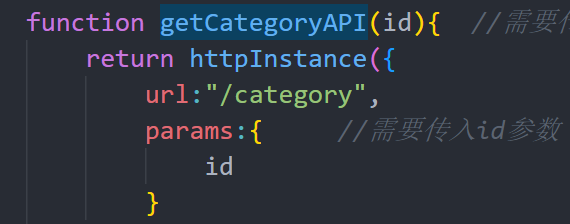 function getCategoryAPI(id){ //需要
return httpInstance({
url:"/category",
params:{ //需要传入id参数
id
}